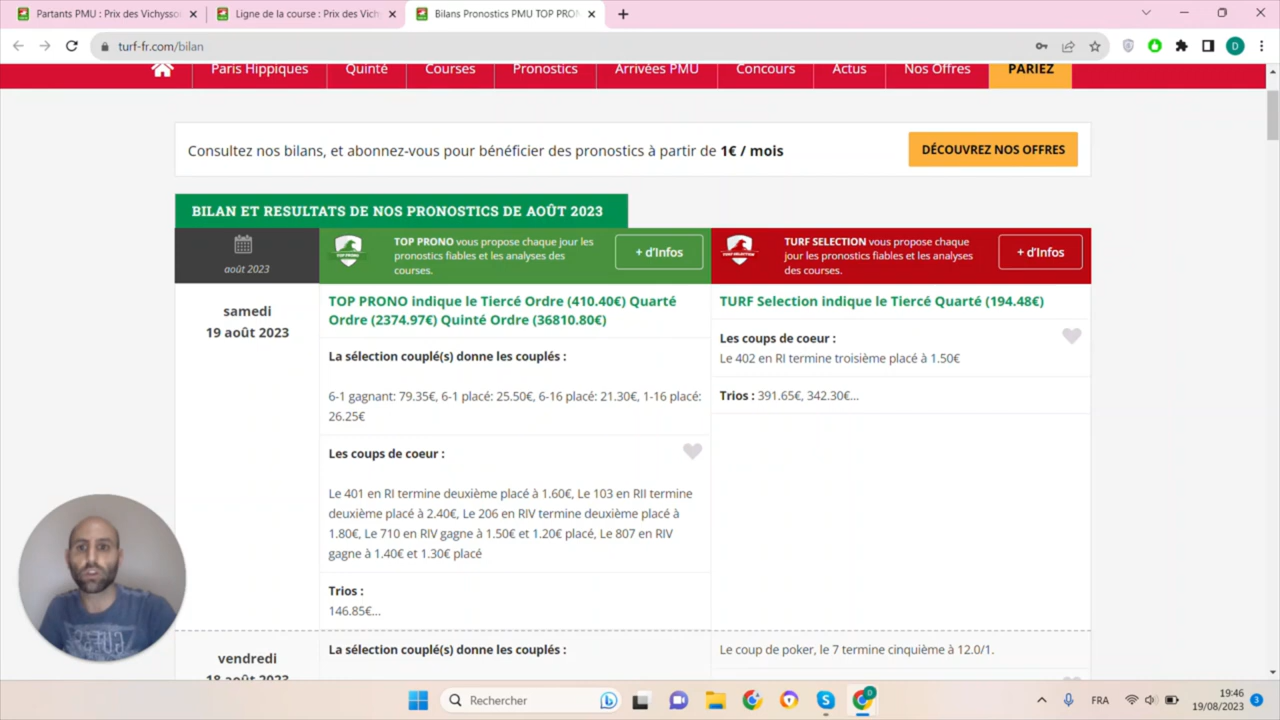 Partants PMU : Prix des Vichysso
Ligne de la course : Prix des Vich
Bilans Pronostics PMU TOP PRO
turf-fr.com/bilan
D
Paris Hippiques
Quinté
Courses
Pronostics
Arrivées PMU
Concours
Actus
Nos Offres
PARIEZ
Consultez nos bilans, et abonnez-vous pour bénéficier des pronostics à partir de 1€ / mois
DÉCOUVREZ NOS OFFRES
BILAN ET RESULTATS DE NOS PRONOSTICS DE AOÛT 2023
août 2023
TOP PRONO
TOP PRONO vous propose chaque jour les
pronostics fiables et les analyses des
courses.
+ d'Infos
TURF SELECTION
TURF SELECTION vous propose chaque
jour les pronostics fiables et les analyses
des courses.
+ d'Infos
samedi
19 août 2023
TOP PRONO indique le Tiercé Ordre (410.40€) Quarté
Ordre (2374.97€) Quinté Ordre (36810.80€)
La sélection couplé(s) donne les couplés :
6-1 gagnant: 79.35€, 6-1 placé: 25.50€, 6-16 placé: 21.30€, 1-16 placé:
26.25€
Les coups de coeur :
Le 401 en RI termine deuxième placé à 1.60€, Le 103 en RII termine
deuxième placé à 2.40€, Le 206 en RIV termine deuxième placé à
1.80€, Le 710 en RIV gagne à 1.50€ et 1.20€ placé, Le 807 en RIV
gagne à 1.40€ et 1.30€ placé
Trios :
146.85€...
TURF Selection indique le Tiercé Quarté (194.48€)
Les coups de coeur :
Le 402 en RI termine troisième placé à 1.50€
Trios : 391.65€, 342.30€...
vendredi
18 août 2023
La sélection couplé(s) donne les couplés :
Le coup de poker, le 7 termine cinquième à 12.0/1.
Rechercher
D
FRA
19:46
19/08/2023
3